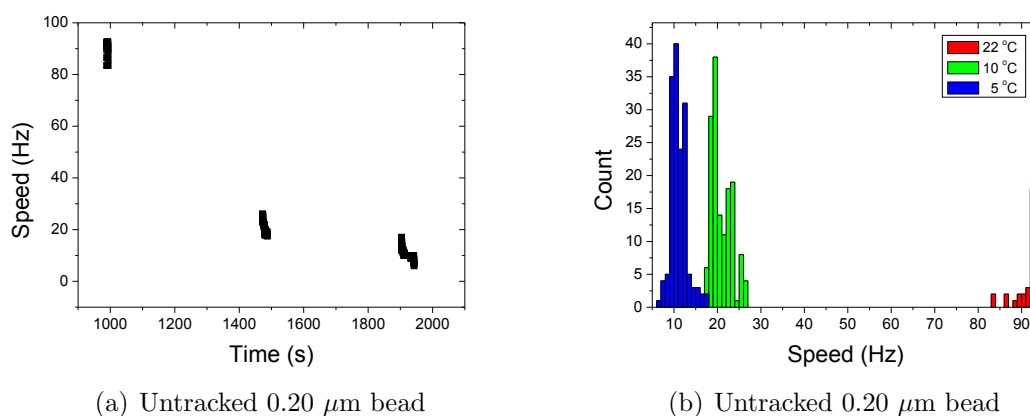 100
80
60
40
20
0
Speed (Hz)
1000 1200 1400 1600 1800 2000
Time (s)
(a) Untracked 0.20 μm bead
40
35
30
25
20
15
10
5
0
Count
22 °C
10 °C
5 °C
10 20 30 40 50 60 70 80 90
Speed (Hz)
(b) Untracked 0.20 μm bead